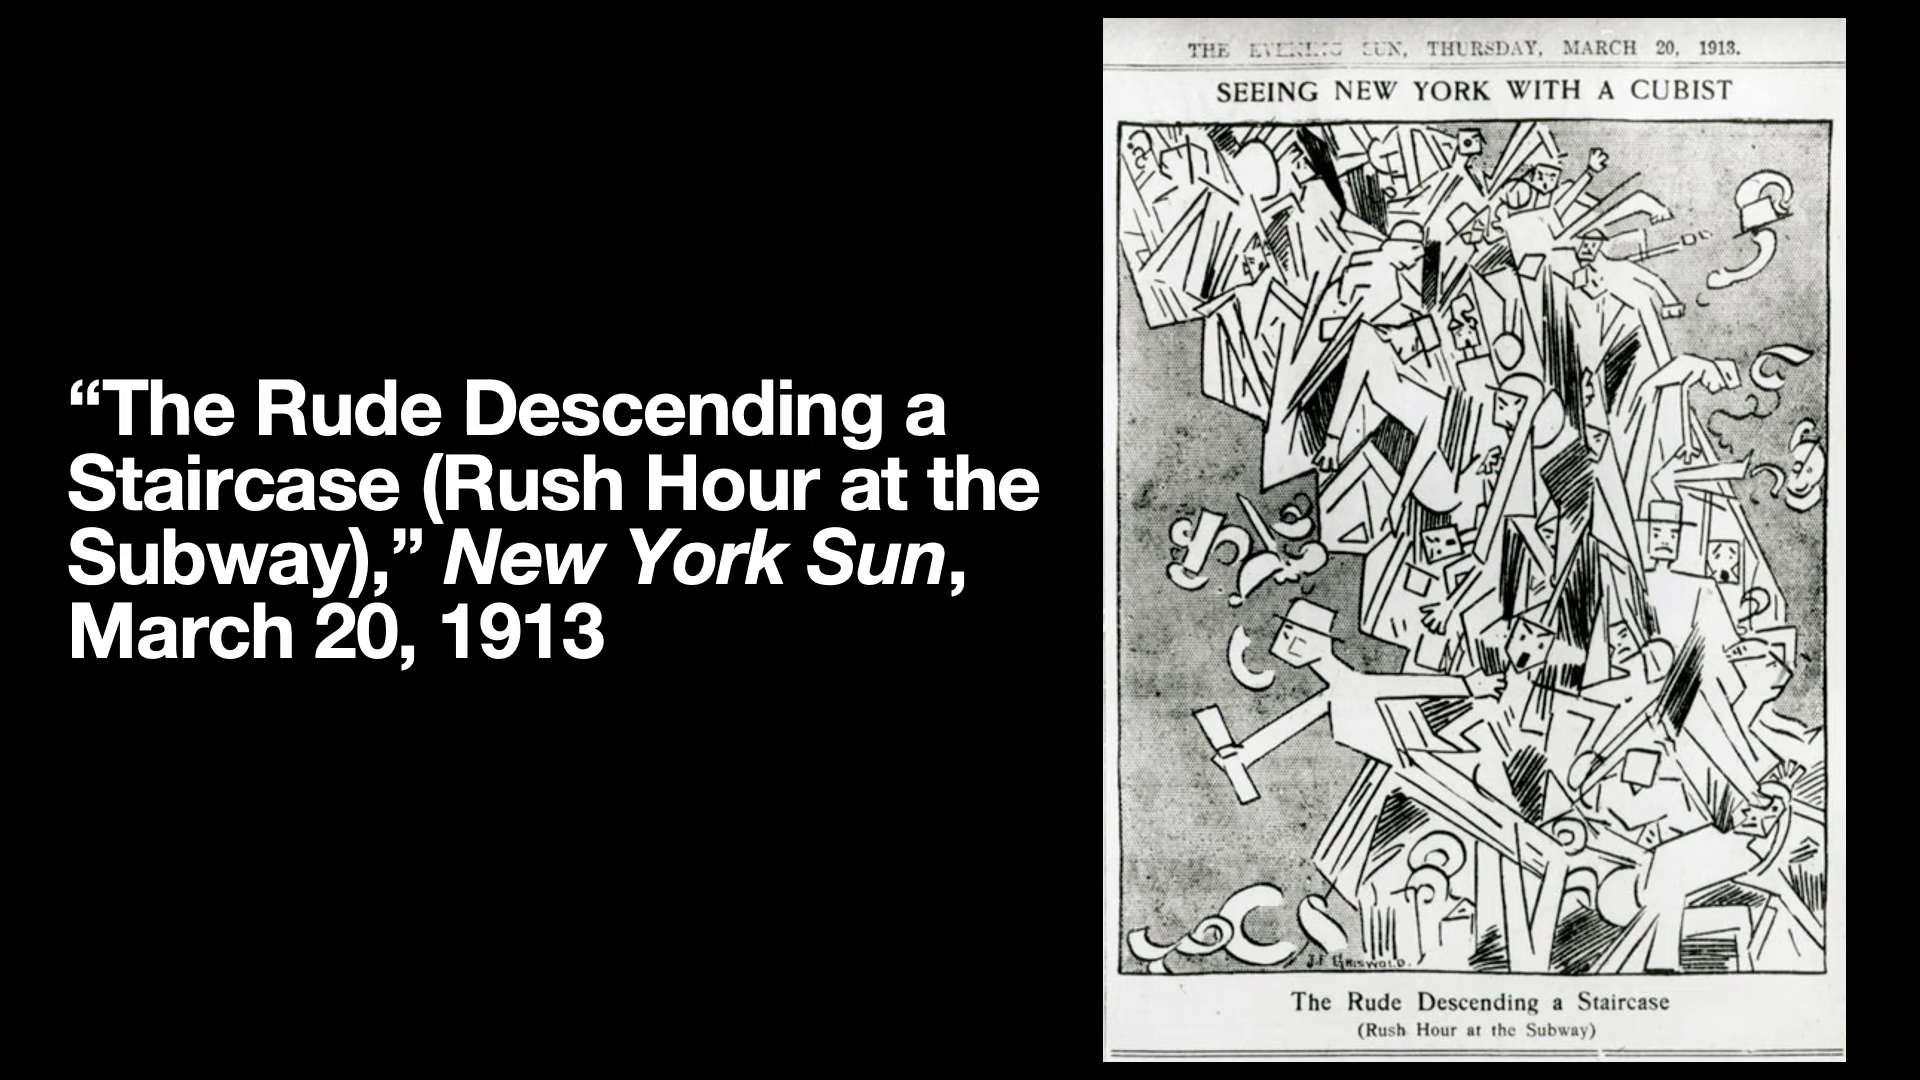 “The Rude Descending a
Staircase (Rush Hour at the
Subway),” New York Sun,
March 20, 1913
THE EVENING SUN, THURSDAY, MARCH 20, 1913.
SEEING NEW YORK WITH A CUBIST
J.F. GRISWOLD.
The Rude Descending a Staircase
(Rush Hour at the Subway)